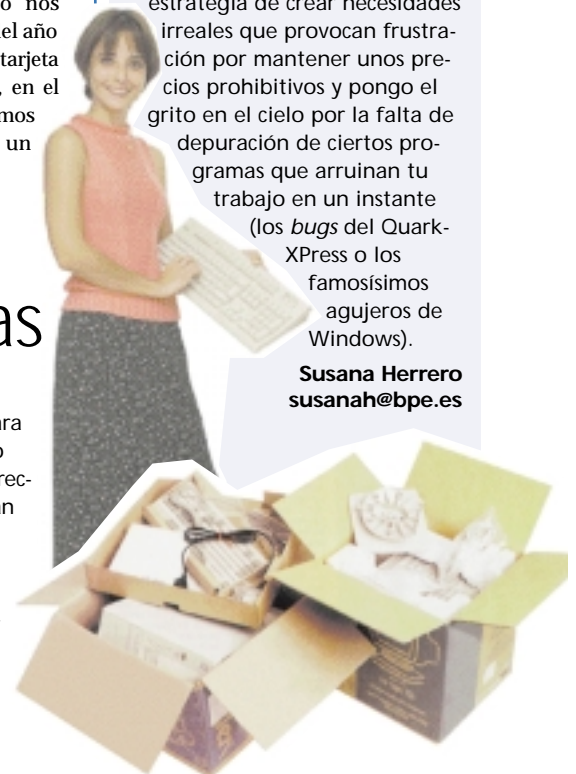 nos
el año
tarjeta
, en el
mos
un
as
ara
o
rec-
an
estrategia de crear necesidades
irreales que provocan frustra-
ción por mantener unos pre-
cios prohibitivos y pongo el
grito en el cielo por la falta de
depuración de ciertos pro-
gramas que arruinan tu
trabajo en un instante
(los bugs del Quark-
XPress o los
famosísimos
agujeros de
Windows).
Susana Herrero
susanah@bpe.es